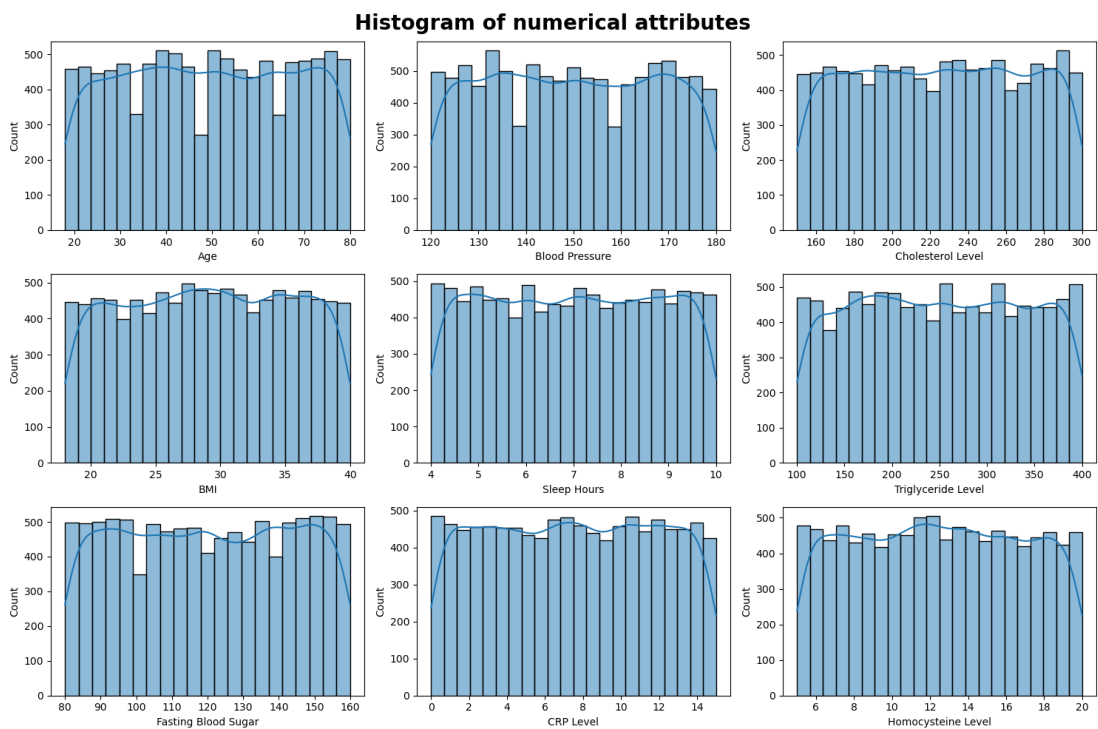 Histogram of numerical attributes
500
400
300
200
100
0
Count
20 30 40 50 60 70 80
Age
500
400
300
200
100
0
Count
120 130 140 150 160 170 180
Blood Pressure
500
400
300
200
100
0
Count
160 180 200 220 240 260 280 300
Cholesterol Level
500
400
300
200
100
0
Count
20 25 30 35 40
BMI
500
400
300
200
100
0
Count
4 5 6 7 8 9 10
Sleep Hours
500
400
300
200
100
0
Count
100 150 200 250 300 350 400
Triglyceride Level
500
400
300
200
100
0
Count
80 90 100 110 120 130 140 150 160
Fasting Blood Sugar
500
400
300
200
100
0
Count
0 2 4 6 8 10 12 14
CRP Level
500
400
300
200
100
0
Count
6 8 10 12 14 16 18 20
Homocysteine Level